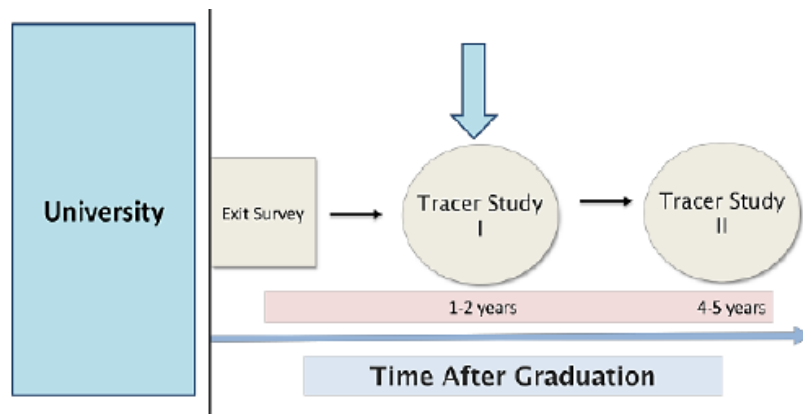 University
Exit Survey
Tracer Study
I
Tracer Study
II
1-2 years
4-5 years
Time After Graduation